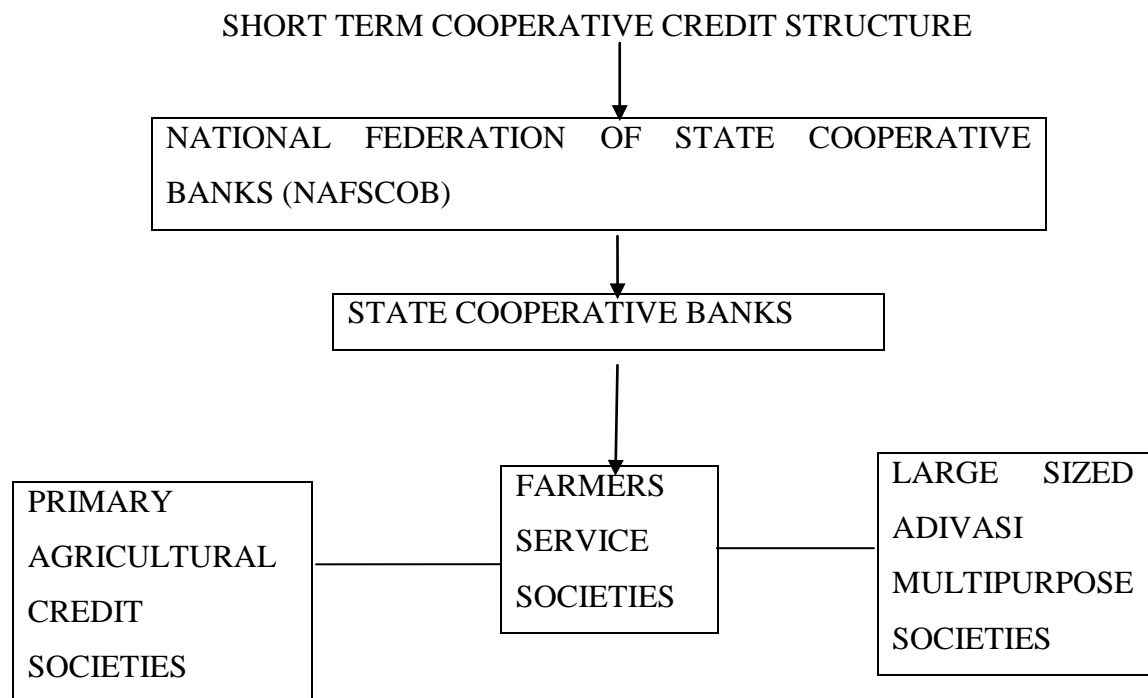 SHORT TERM COOPERATIVE CREDIT STRUCTURE
NATIONAL FEDERATION OF STATE COOPERATIVE
BANKS (NAFSCOB)
STATE COOPERATIVE BANKS
PRIMARY
AGRICULTURAL
CREDIT
SOCIETIES
FARMERS
SERVICE
SOCIETIES
LARGE SIZED
ADIVASI
MULTIPURPOSE
SOCIETIES